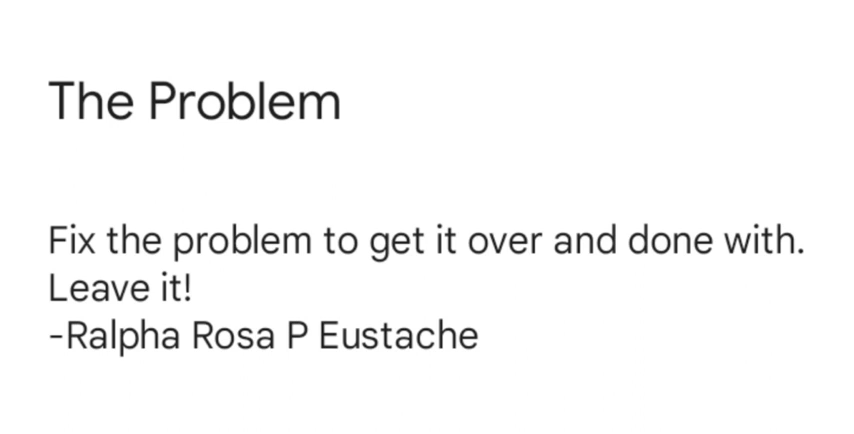 The Problem
Fix the problem to get it over and done with.
Leave it!
-Ralpha Rosa P Eustache